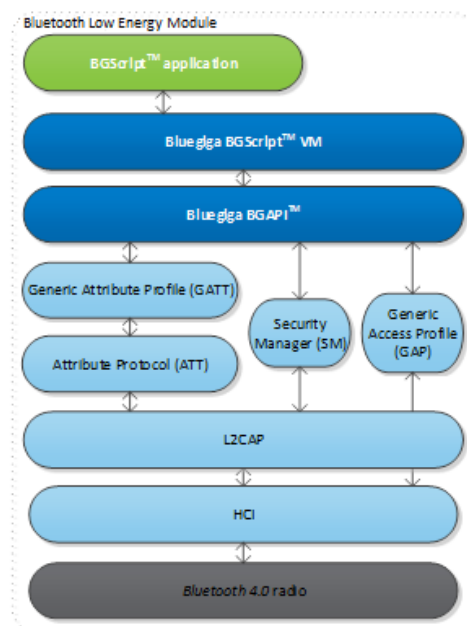 Bluetooth Low Energy Module
BGScript™ application
Bluegiga BGScript™ VM
Bluegiga BGAPI™
Generic Attribute Profile (GATT)
Security
Manager (SM)
Generic
Access Profile
(GAP)
Attribute Protocol (ATT)
L2CAP
HCI
Bluetooth 4.0 radio